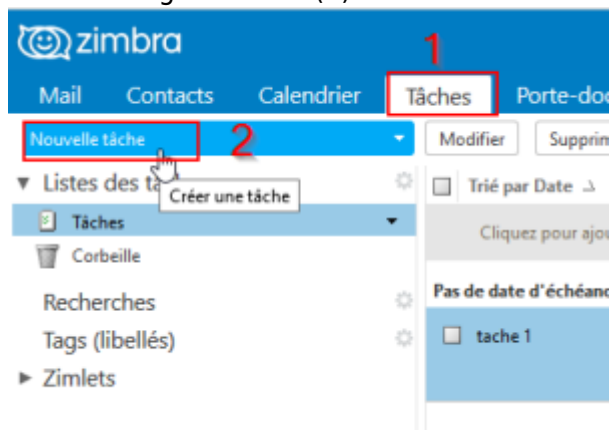 zimbra
1
Mail Contacts Calendrier Tâches Porte-doc
Nouvelle tâche 2 Modifier Supprim
Listes des ta Trié par Date
Créer une tâche
Tâches Cliquez pour ajou
Corbeille
Pas de date d'échéanc
Recherches
tache 1
Tags (libellés)
Zimlets